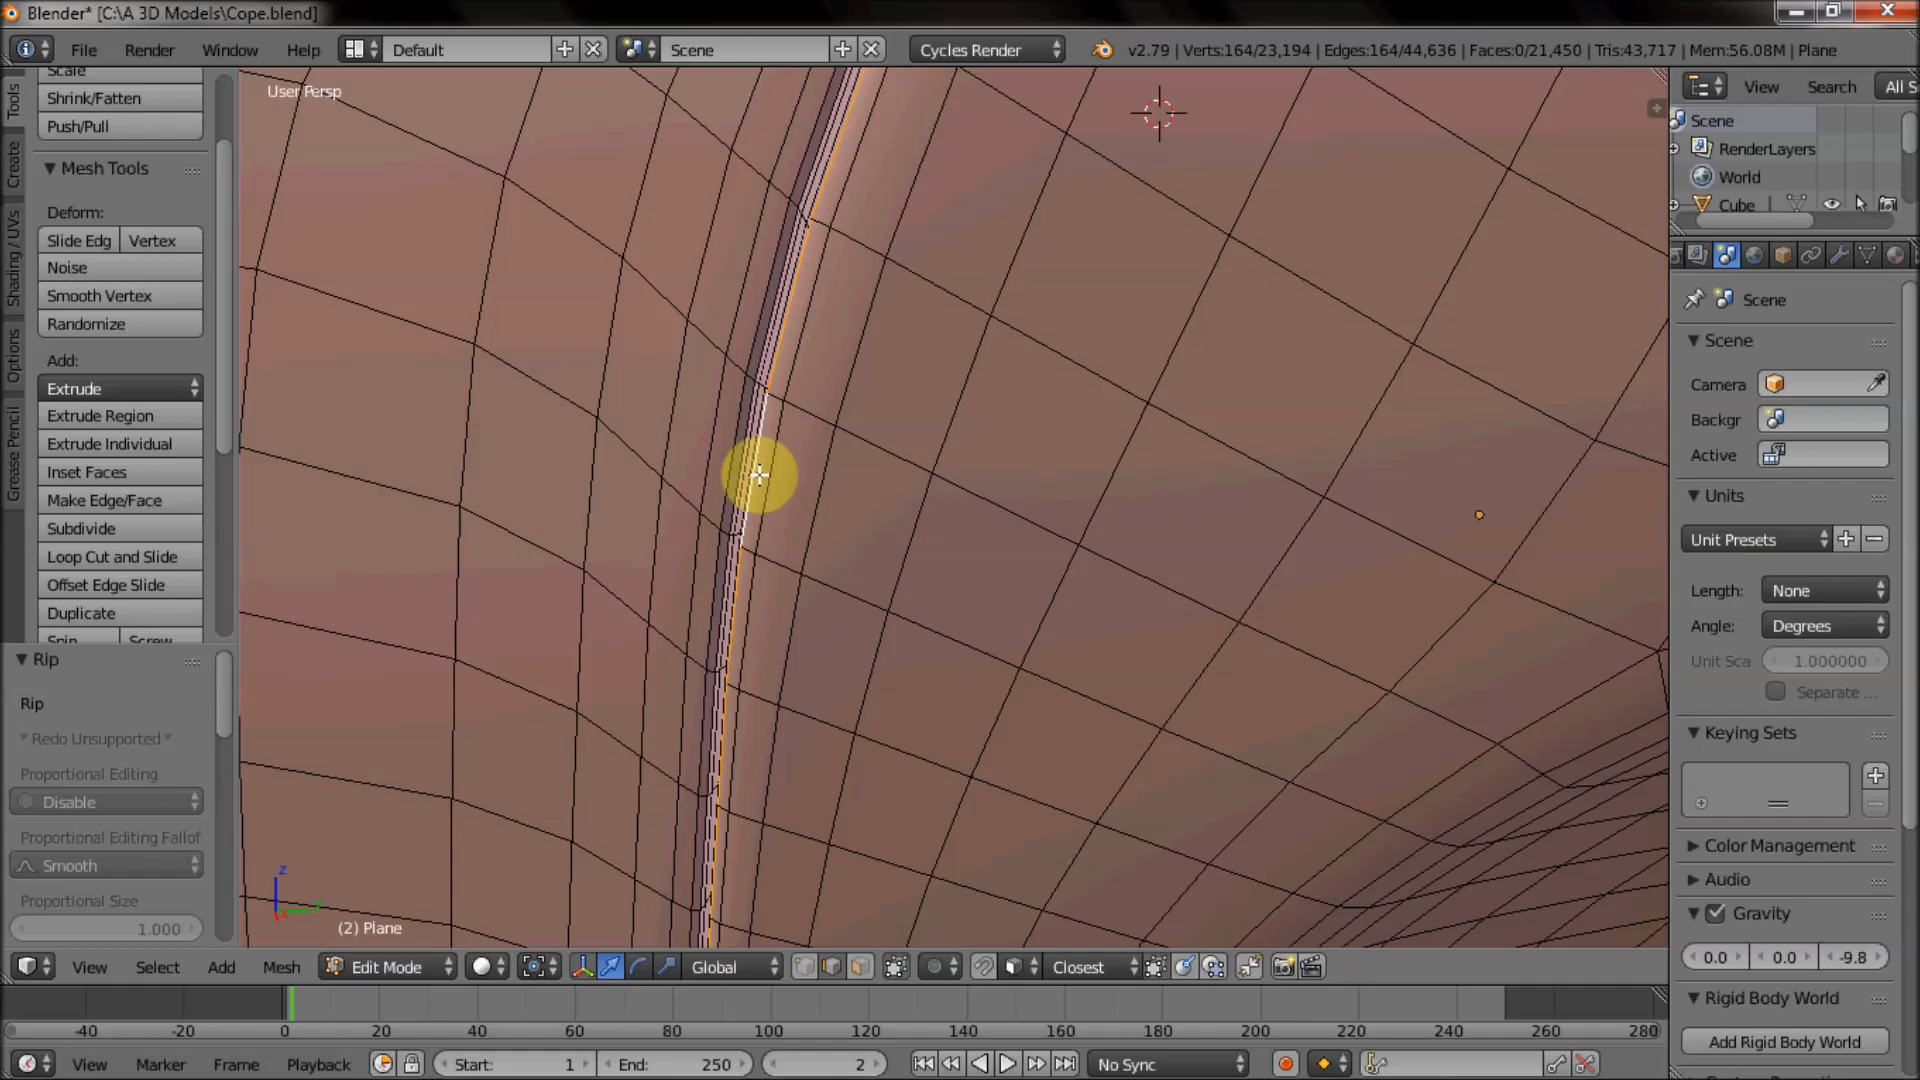 Blender* [C:\A 3D Models\Cope.blend]
File Render Window Help Default Scene Cycles Render v2.79 | Verts:164/23,194 | Edges:164/44,636 | Faces:0/21,450 | Tris:43,717 | Mem:56.08M | Plane
Tools
Create
Shading / UVs
Options
Grease Pencil
Scale
Shrink/Fatten
Push/Pull
Mesh Tools
Deform:
Slide Edg Vertex
Noise
Smooth Vertex
Randomize
Add:
Extrude
Extrude Region
Extrude Individual
Inset Faces
Make Edge/Face
Subdivide
Loop Cut and Slide
Offset Edge Slide
Duplicate
Spin Screw
Rip
Rip
* Redo Unsupported *
Proportional Editing
Disable
Proportional Editing Fallof
Smooth
Proportional Size
1.000
User Persp
z
(2) Plane
View Search All S
Scene
RenderLayers
World
Cube
Scene
Scene
Camera
Backgr
Active
Units
Unit Presets
Length: None
Angle: Degrees
Unit Sca 1.000000
Separate ...
Keying Sets
Color Management
Audio
Gravity
0.0 0.0 -9.8
Rigid Body World
Add Rigid Body World
View Select Add Mesh Edit Mode Global Closest
-40 -20 0 20 40 60 80 100 120 140 160 180 200 220 240 260 280
View Marker Frame Playback Start: 1 End: 250 2 No Sync